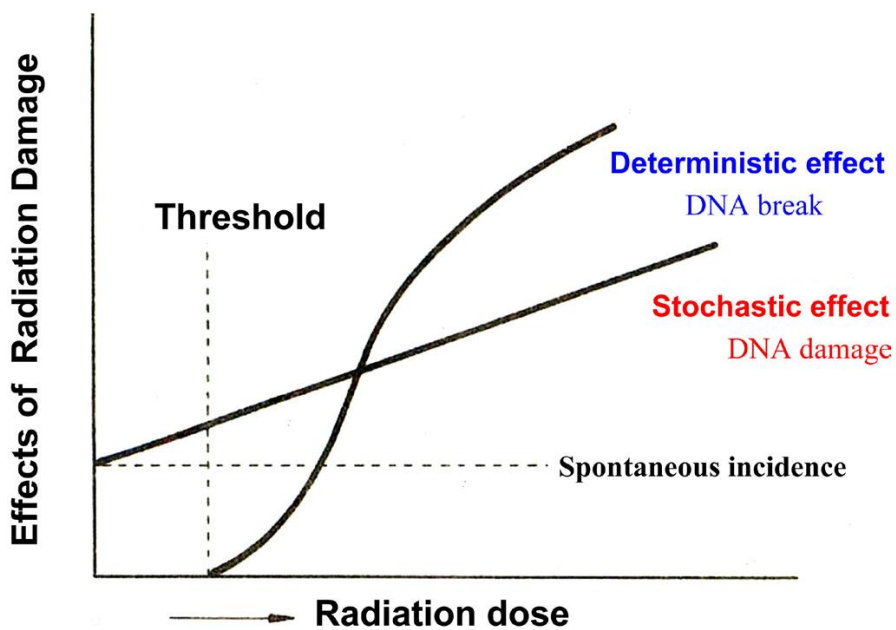 Effects of Radiation Damage
Threshold
Deterministic effect
DNA break
Stochastic effect
DNA damage
Spontaneous incidence
Radiation dose